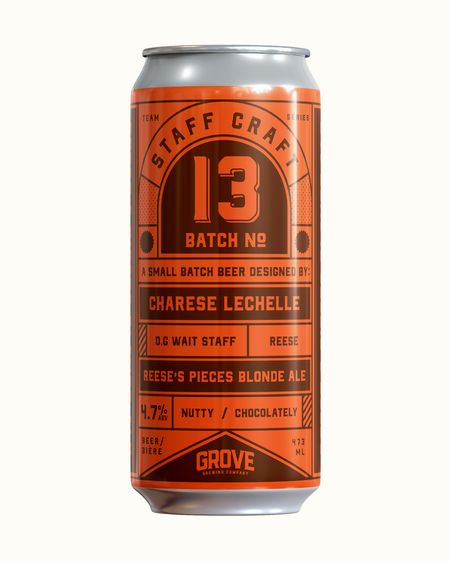 TEAM SERIES
STAFF CRAFT
13
BATCH Nº
A SMALL BATCH BEER DESIGNED BY:
CHARESE LECHELLE
O.G WAIT STAFF REESE
REESE'S PIECES BLONDE ALE
4.7% ABV NUTTY / CHOCOLATELY
BEER/ 473
BIÈRE ML
GROVE
BREWING COMPANY